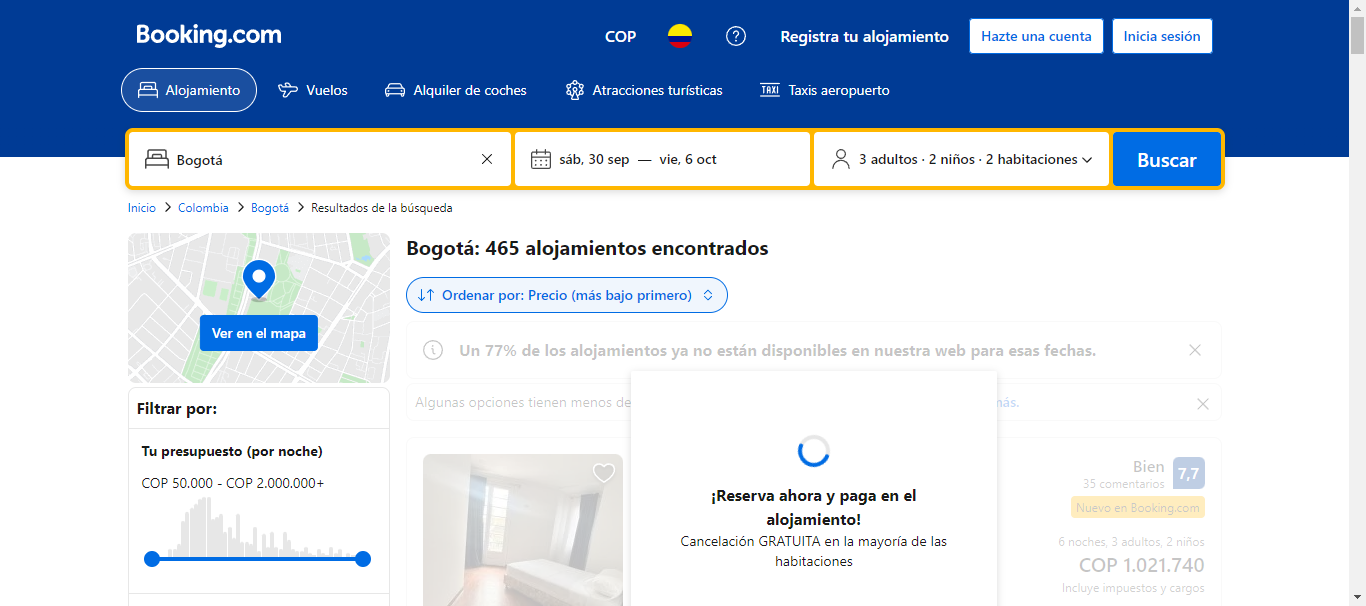 Booking.com
COP
Registra tu alojamiento
Hazte una cuenta
Inicia sesión
Alojamiento
Vuelos
Alquiler de coches
TAXI
Atracciones turísticas
Taxis aeropuerto
Bogotá
sáb, 30 sep — vie, 6 oct
3 adultos · 2 niños · 2 habitaciones
Buscar
Inicio > Colombia > Bogotá > Resultados de la búsqueda
Ver en el mapa
Filtrar por:
Tu presupuesto (por noche)
COP 50.000 - COP 2.000.000+
Bogotá: 465 alojamientos encontrados
Ordenar por: Precio (más bajo primero)
Un 77% de los alojamientos ya no están disponibles en nuestra web para esas fechas.
Algunas opciones tienen menos de
más.
¡Reserva ahora y paga en el
alojamiento!
Cancelación GRATUITA en la mayoría de las
habitaciones
Bien
7,7
35 comentarios
Nuevo en Booking.com
6 noches, 3 adultos, 2 niños
COP 1.021.740
Incluye impuestos y cargos